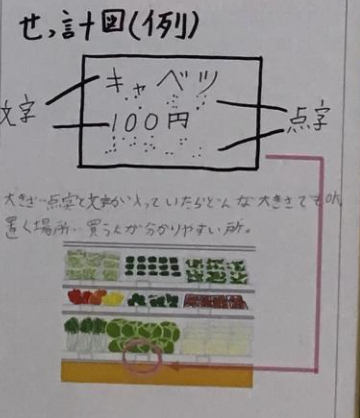 せっ計図(例)
キャベツ
100円
文字
点字
大きさ…点字と文字が入っていたらどんな大きさでもOK
置く場所…買う人が分かりやすい所。